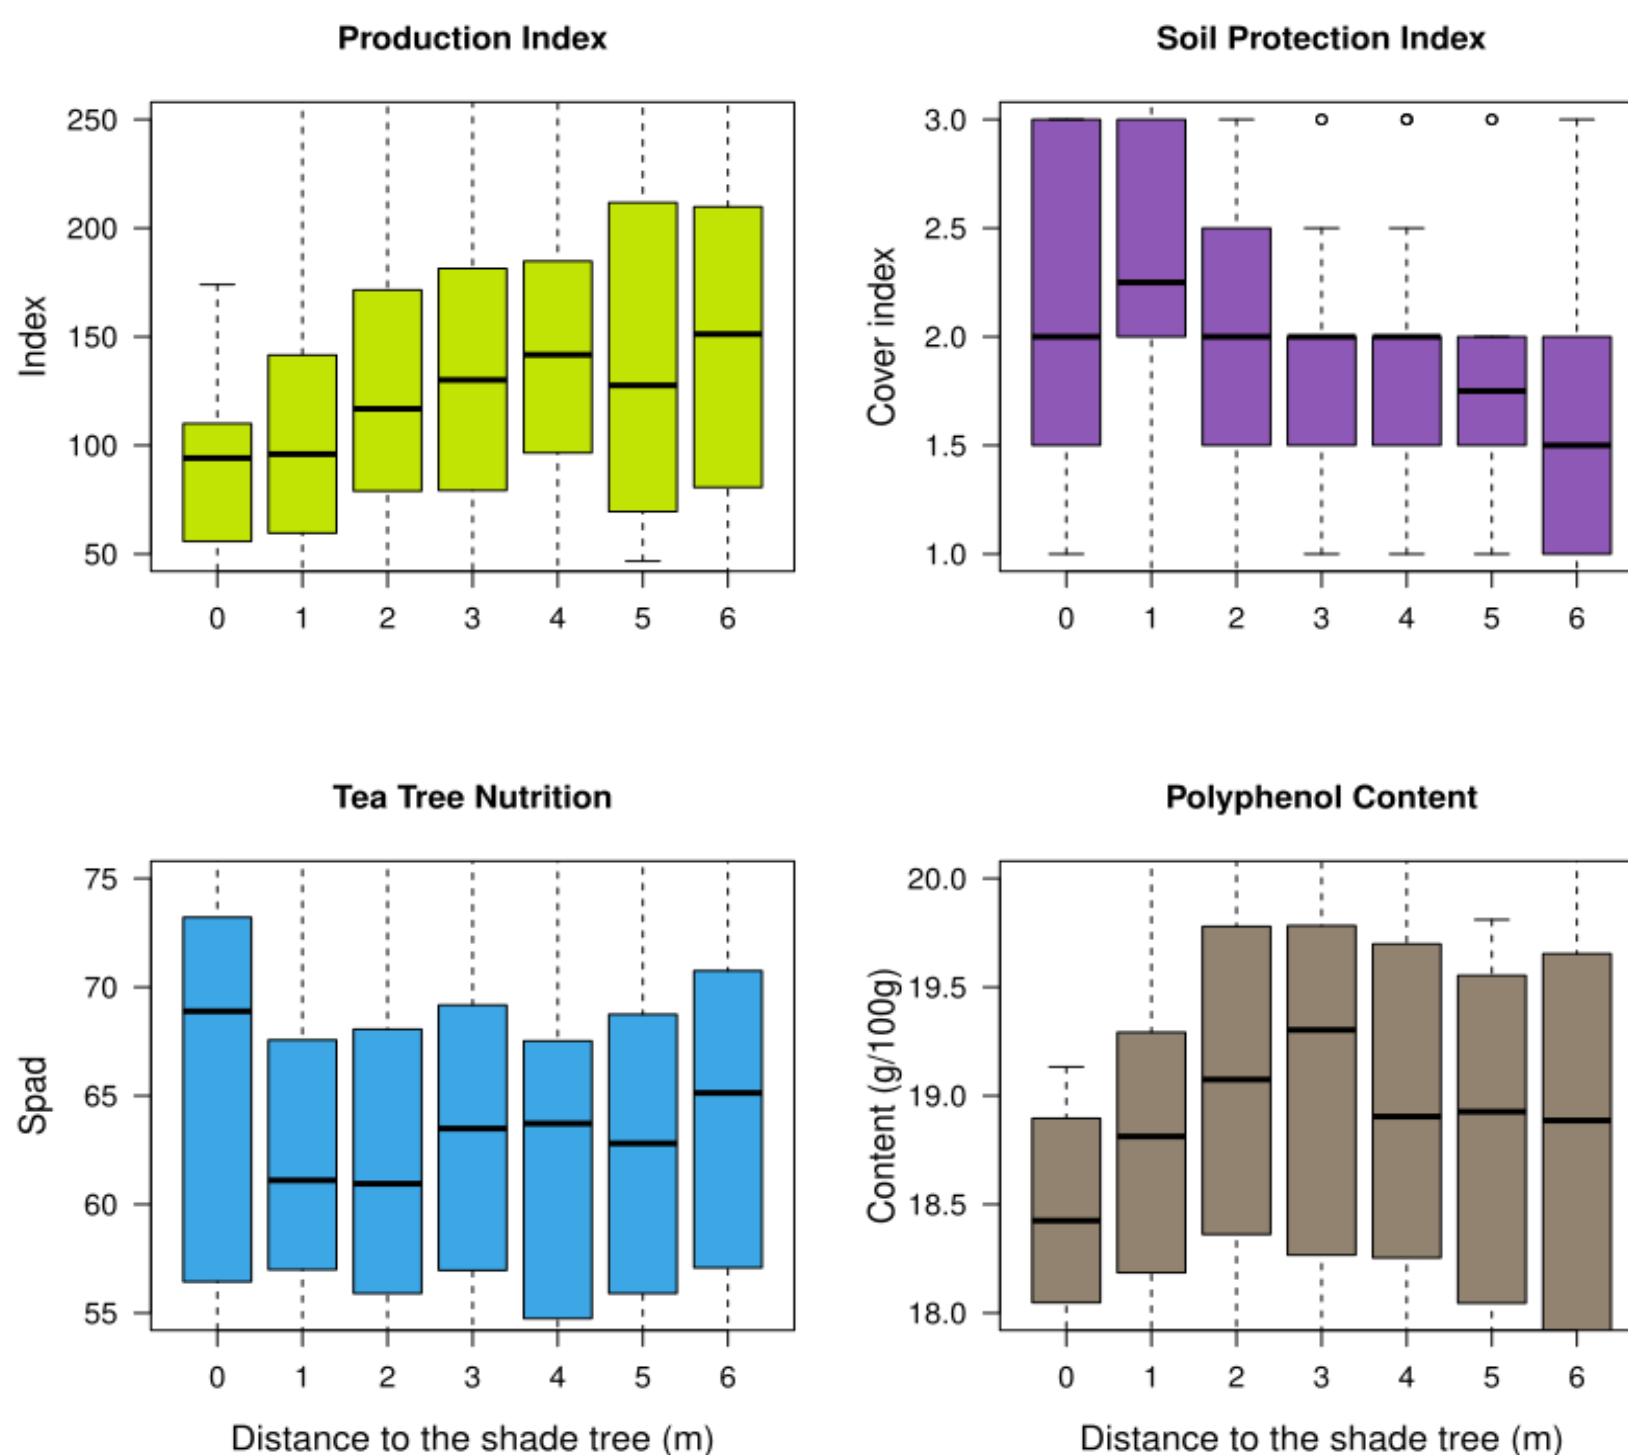 Production Index
Index
250
200
150
100
50
0 1 2 3 4 5 6
Soil Protection Index
Cover index
3.0
2.5
2.0
1.5
1.0
0 1 2 3 4 5 6
Tea Tree Nutrition
Spad
75
70
65
60
55
0 1 2 3 4 5 6
Distance to the shade tree (m)
Polyphenol Content
Content (g/100g)
20.0
19.5
19.0
18.5
18.0
0 1 2 3 4 5 6
Distance to the shade tree (m)